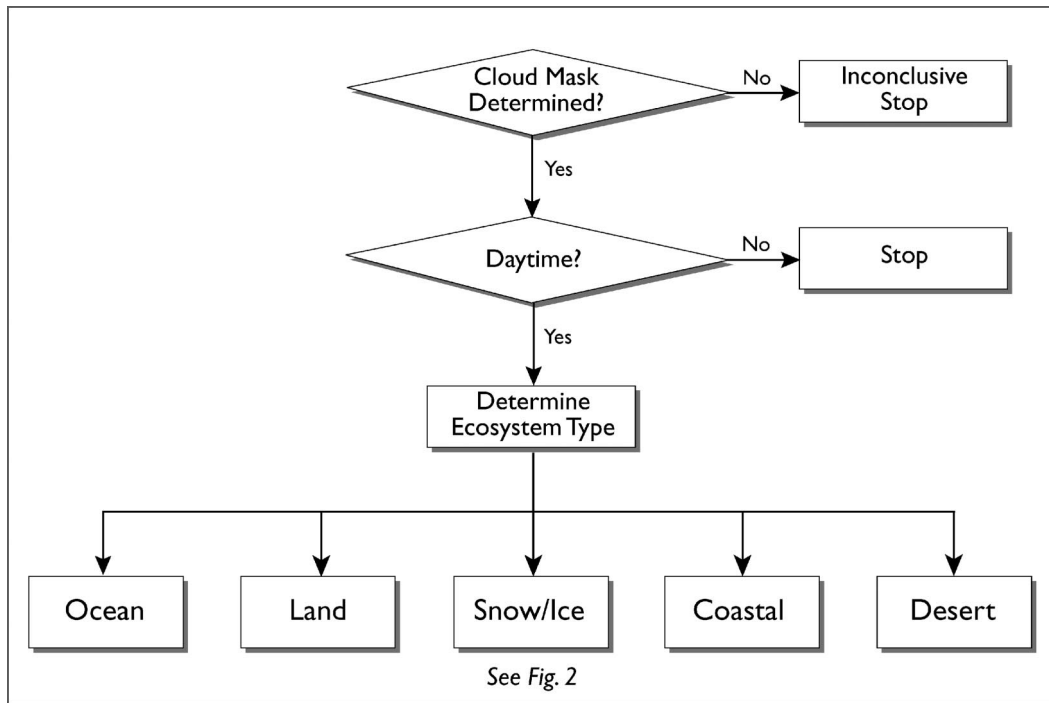 Cloud Mask
Determined?
No
Inconclusive
Stop
Yes
Daytime?
No
Stop
Yes
Determine
Ecosystem Type
Ocean
Land
Snow/Ice
Coastal
Desert
See Fig. 2